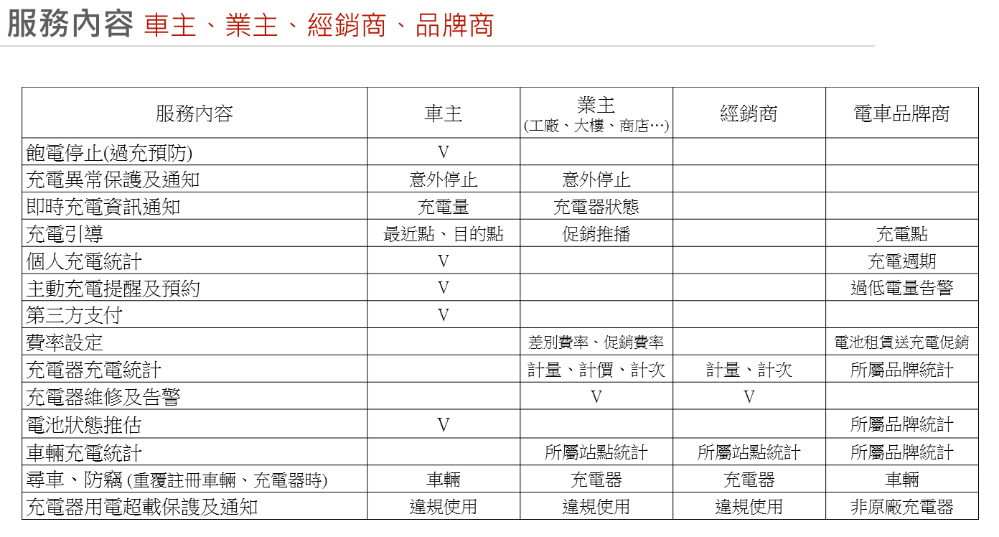 服務內容 車主、業主、經銷商、品牌商
服務內容 車主 業主 (工廠、大樓、商店…) 經銷商 電車品牌商
飽電停止(過充預防) V
充電異常保護及通知 意外停止 意外停止
即時充電資訊通知 充電量 充電器狀態
充電引導 最近點、目的點 促銷推播 充電點
個人充電統計 V 充電週期
主動充電提醒及預約 V 過低電量告警
第三方支付 V
費率設定 差別費率、促銷費率 電池租賃送充電促銷
充電器充電統計 計量、計價、計次 計量、計次 所屬品牌統計
充電器維修及告警 V V
電池狀態推估 V 所屬品牌統計
車輛充電統計 所屬站點統計 所屬站點統計 所屬品牌統計
尋車、防竊 (重覆註冊車輛、充電器時) 車輛 充電器 充電器 車輛
充電器用電超載保謢及通知 違規使用 違規使用 違規使用 非原廠充電器